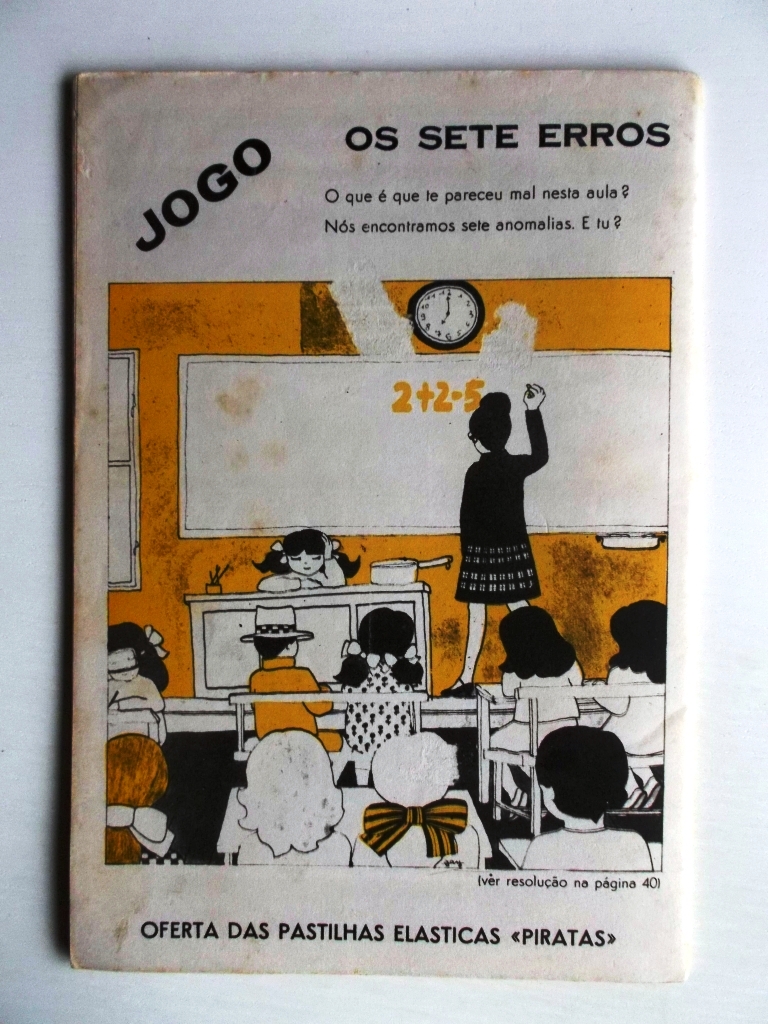 JOGO
OS SETE ERROS
O que é que te pareceu mal nesta aula?
Nós encontramos sete anomalias. E tu?
2+2=5
(vêr resolução na página 40)
OFERTA DAS PASTILHAS ELASTICAS «PIRATAS»